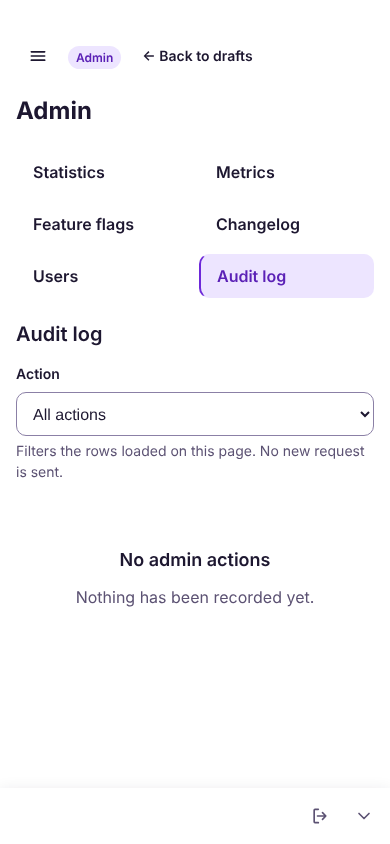 Admin
← Back to drafts
Admin
Statistics
Metrics
Feature flags
Changelog
Users
Audit log
Audit log
Action
All actions
Filters the rows loaded on this page. No new request
is sent.
No admin actions
Nothing has been recorded yet.